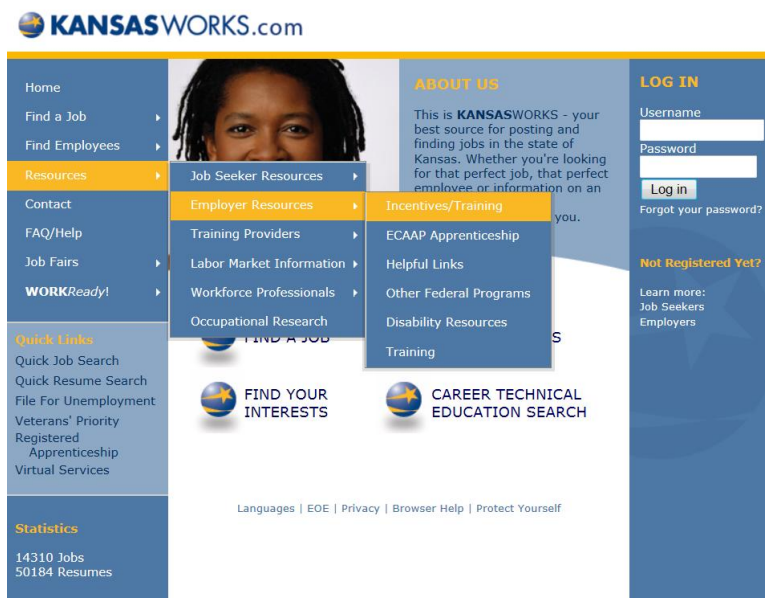 KANSASWORKS.com
Home
Find a Job
Find Employees
Resources
Contact
FAQ/Help
Job Fairs
WORKReady!
Quick Links
Quick Job Search
Quick Resume Search
File For Unemployment
Veterans' Priority
Registered
Apprenticeship
Virtual Services
Statistics
14310 Jobs
50184 Resumes
Job Seeker Resources
Employer Resources
Training Providers
Labor Market Information
Workforce Professionals
Occupational Research
Incentives/Training
ECAAP Apprenticeship
Helpful Links
Other Federal Programs
Disability Resources
Training
ABOUT US
This is KANSASWORKS - your
best source for posting and
finding jobs in the state of
Kansas. Whether you're looking
for that perfect job, that perfect
employee or information on an
you.
FIND A JOB
S
FIND YOUR
INTERESTS
CAREER TECHNICAL
EDUCATION SEARCH
Languages | EOE | Privacy | Browser Help | Protect Yourself
LOG IN
Username
Password
Log in
Forgot your password?
Not Registered Yet?
Learn more:
Job Seekers
Employers